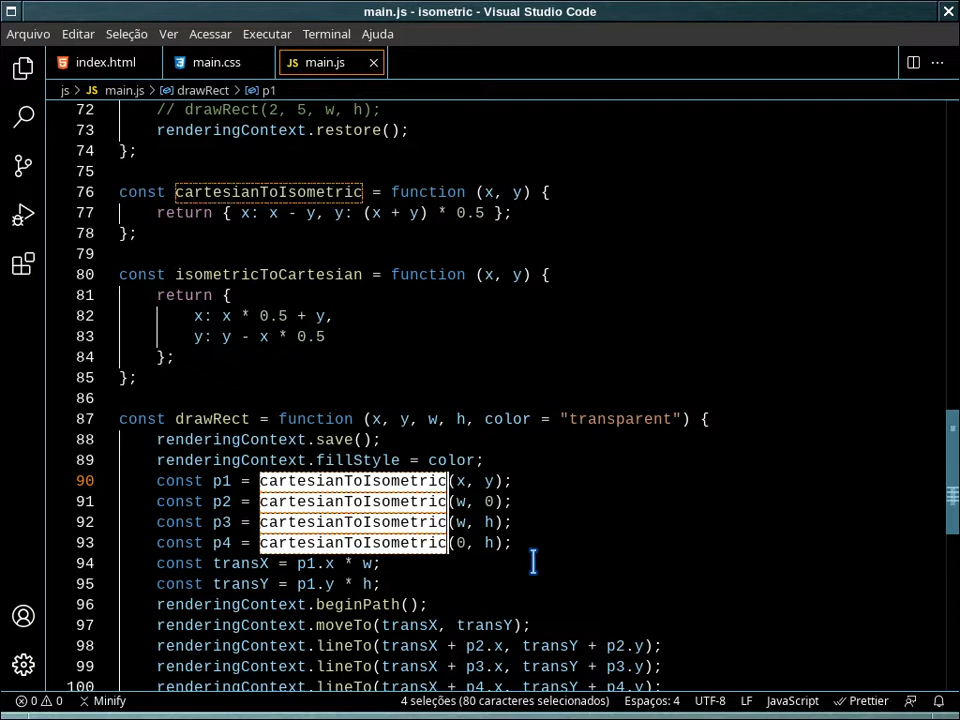 main.js - isometric - Visual Studio Code
Arquivo Editar Seleção Ver Acessar Executar Terminal Ajuda
index.html main.css JS main.js
js > JS main.js > drawRect > p1
72 // drawRect(2, 5, w, h);
73 renderingContext.restore();
74 };
75
76 const cartesianToIsometric = function (x, y) {
77 return { x: x - y, y: (x + y) * 0.5 };
78 };
79
80 const isometricToCartesian = function (x, y) {
81 return {
82 x: x * 0.5 + y,
83 y: y - x * 0.5
84 };
85 };
86
87 const drawRect = function (x, y, w, h, color = "transparent") {
88 renderingContext.save();
89 renderingContext.fillStyle = color;
90 const p1 = cartesianToIsometric(x, y);
91 const p2 = cartesianToIsometric(w, 0);
92 const p3 = cartesianToIsometric(w, h);
93 const p4 = cartesianToIsometric(0, h);
94 const transX = p1.x * w;
95 const transY = p1.y * h;
96 renderingContext.beginPath();
97 renderingContext.moveTo(transX, transY);
98 renderingContext.lineTo(transX + p2.x, transY + p2.y);
99 renderingContext.lineTo(transX + p3.x, transY + p3.y);
100 renderingContext.lineTo(transX + p4.x, transY + p4.y);
0 0 Minify 4 seleções (80 caracteres selecionados) Espaços: 4 UTF-8 LF JavaScript Prettier